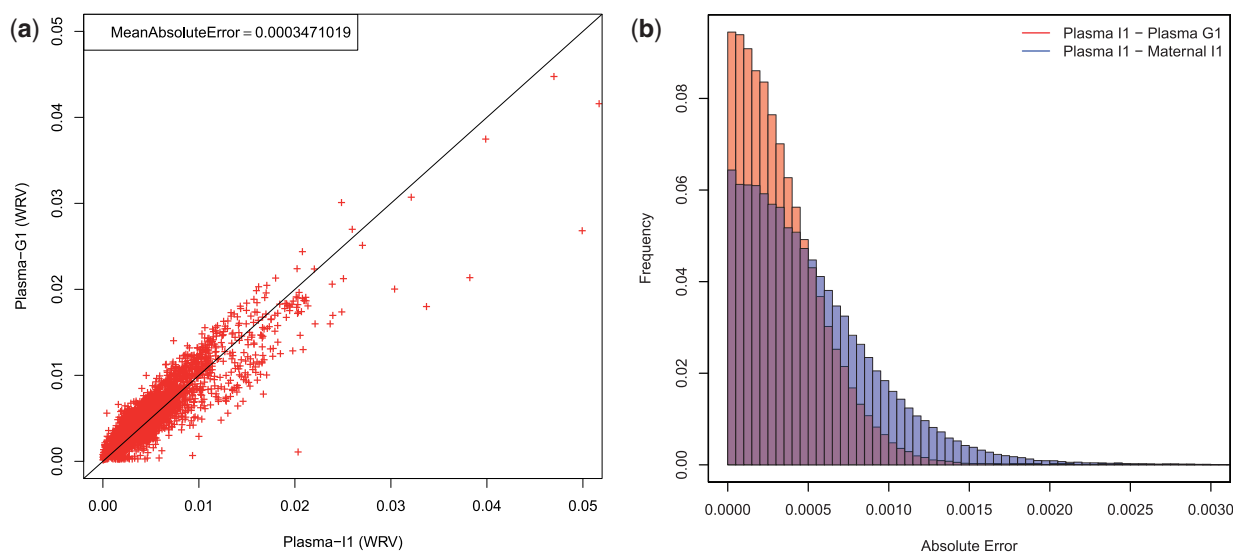 (a)
MeanAbsoluteError = 0.0003471019
Plasma−G1 (WRV)
0.05
0.04
0.03
0.02
0.01
0.00
0.00 0.01 0.02 0.03 0.04 0.05
Plasma−I1 (WRV)
(b)
Plasma I1 − Plasma G1
Plasma I1 − Maternal I1
Frequency
0.08
0.06
0.04
0.02
0.00
0.0000 0.0005 0.0010 0.0015 0.0020 0.0025 0.0030
Absolute Error